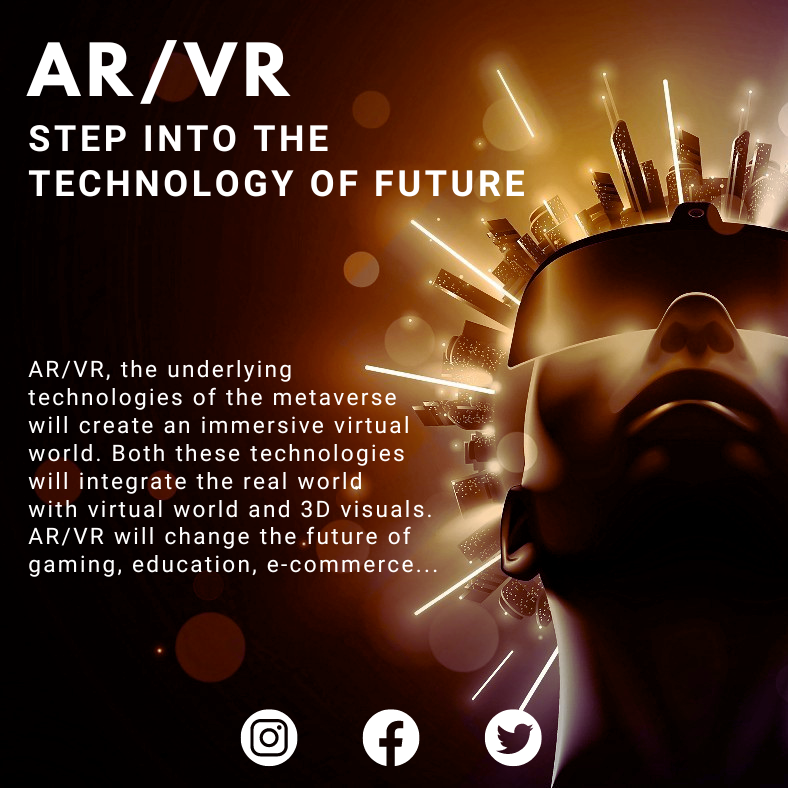 AR/VR
STEP INTO THE
TECHNOLOGY OF FUTURE
AR/VR, the underlying
technologies of the metaverse
will create an immersive virtual
world. Both these technologies
will integrate the real world
with virtual world and 3D visuals.
AR/VR will change the future of
gaming, education, e-commerce...